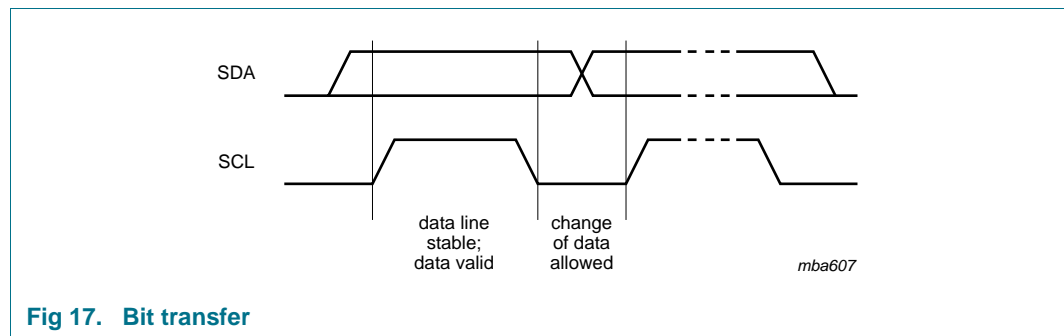 SDA
SCL
data line
stable;
data valid
change
of data
allowed
mba607
Fig 17. Bit transfer